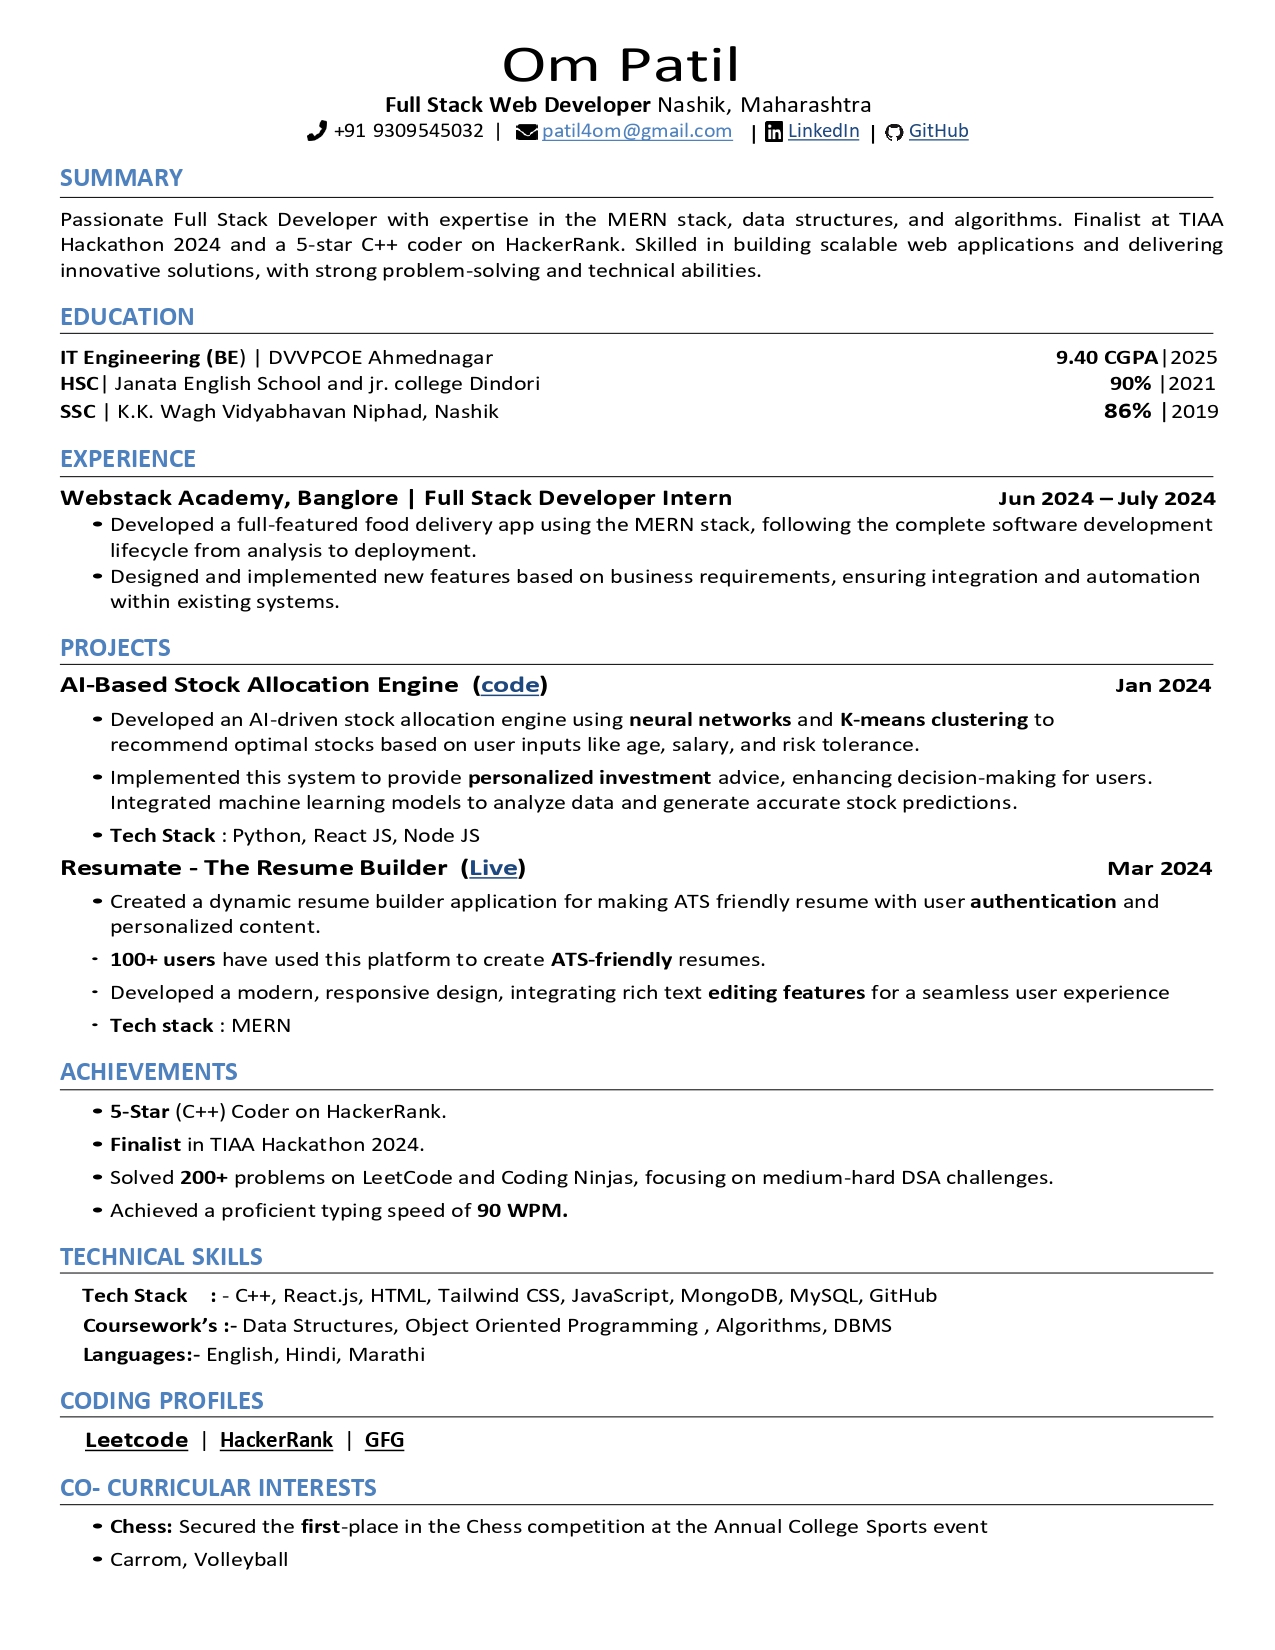 Om Patil
Full Stack Web Developer Nashik, Maharashtra
+91 9309545032 | patil4om@gmail.com | LinkedIn | GitHub
SUMMARY
Passionate Full Stack Developer with expertise in the MERN stack, data structures, and algorithms. Finalist at TIAA
Hackathon 2024 and a 5-star C++ coder on HackerRank. Skilled in building scalable web applications and delivering
innovative solutions, with strong problem-solving and technical abilities.
EDUCATION
IT Engineering (BE) | DVVPCOE Ahmednagar 9.40 CGPA|2025
HSC| Janata English School and jr. college Dindori 90% |2021
SSC | K.K. Wagh Vidyabhavan Niphad, Nashik 86% |2019
EXPERIENCE
Webstack Academy, Banglore | Full Stack Developer Intern Jun 2024 – July 2024
• Developed a full-featured food delivery app using the MERN stack, following the complete software development
lifecycle from analysis to deployment.
• Designed and implemented new features based on business requirements, ensuring integration and automation
within existing systems.
PROJECTS
AI-Based Stock Allocation Engine (code) Jan 2024
• Developed an AI-driven stock allocation engine using neural networks and K-means clustering to
recommend optimal stocks based on user inputs like age, salary, and risk tolerance.
• Implemented this system to provide personalized investment advice, enhancing decision-making for users.
Integrated machine learning models to analyze data and generate accurate stock predictions.
• Tech Stack : Python, React JS, Node JS
Resumate - The Resume Builder (Live) Mar 2024
• Created a dynamic resume builder application for making ATS friendly resume with user authentication and
personalized content.
- 100+ users have used this platform to create ATS-friendly resumes.
- Developed a modern, responsive design, integrating rich text editing features for a seamless user experience
- Tech stack : MERN
ACHIEVEMENTS
• 5-Star (C++) Coder on HackerRank.
• Finalist in TIAA Hackathon 2024.
• Solved 200+ problems on LeetCode and Coding Ninjas, focusing on medium-hard DSA challenges.
• Achieved a proficient typing speed of 90 WPM.
TECHNICAL SKILLS
Tech Stack : - C++, React.js, HTML, Tailwind CSS, JavaScript, MongoDB, MySQL, GitHub
Coursework’s :- Data Structures, Object Oriented Programming , Algorithms, DBMS
Languages:- English, Hindi, Marathi
CODING PROFILES
Leetcode | HackerRank | GFG
CO- CURRICULAR INTERESTS
• Chess: Secured the first-place in the Chess competition at the Annual College Sports event
• Carrom, Volleyball